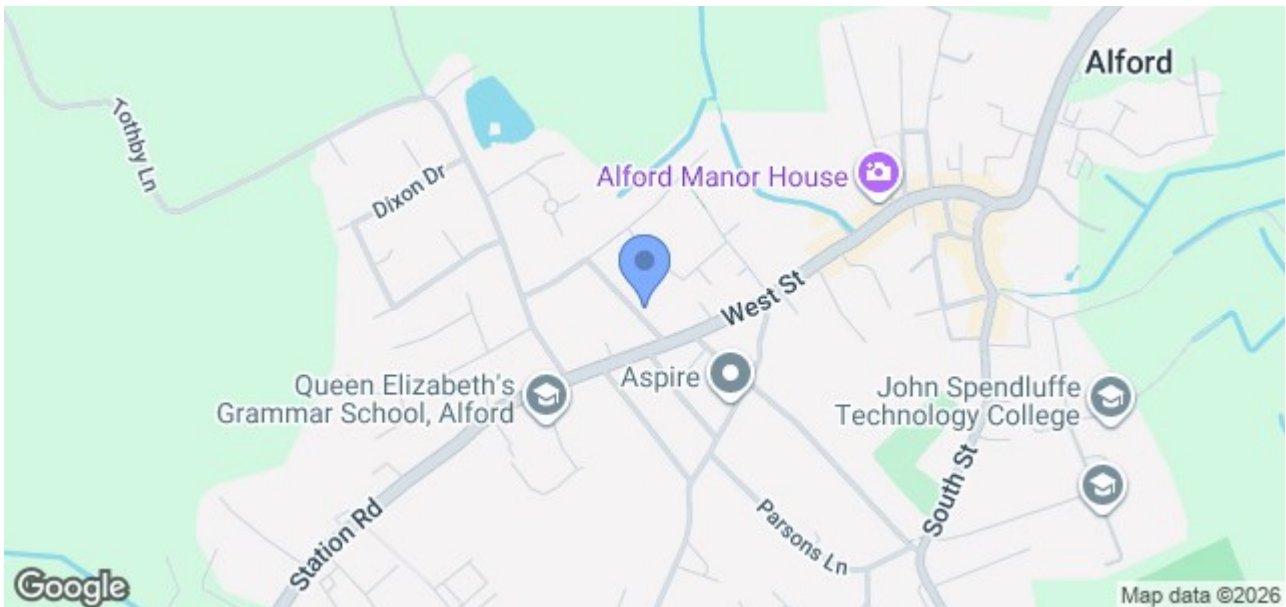 Alford
Tothby Ln
Alford Manor House
Dixon Dr
West St
Queen Elizabeth's
Grammar School, Alford
Aspire
John Spendluffe
Technology College
South St
Parsons Ln
Station Rd
Google
Map data ©2026